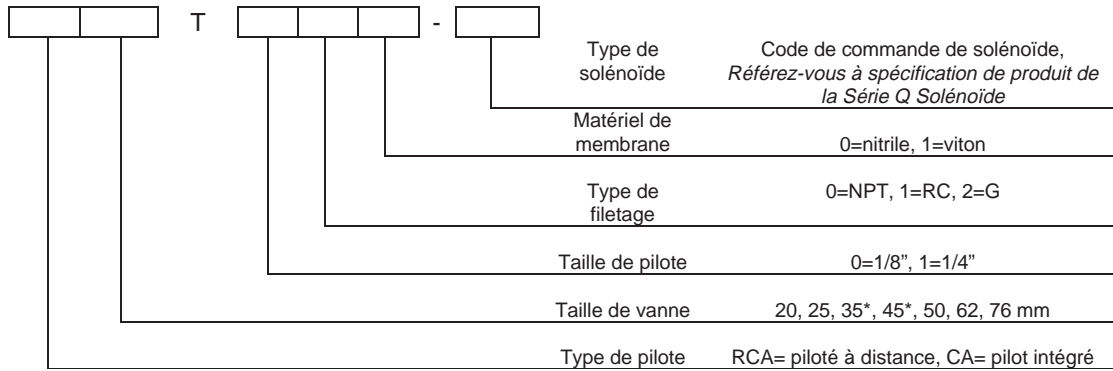 T -
Type de solénoïde
Code de commande de solénoïde,
Référez-vous à spécification de produit de
la Série Q Solénoïde
Matériel de membrane
0=nitrile, 1=viton
Type de filetage
0=NPT, 1=RC, 2=G
Taille de pilote
0=1/8”, 1=1/4”
Taille de vanne
20, 25, 35*, 45*, 50, 62, 76 mm
Type de pilote
RCA= piloté à distance, CA= pilot intégré